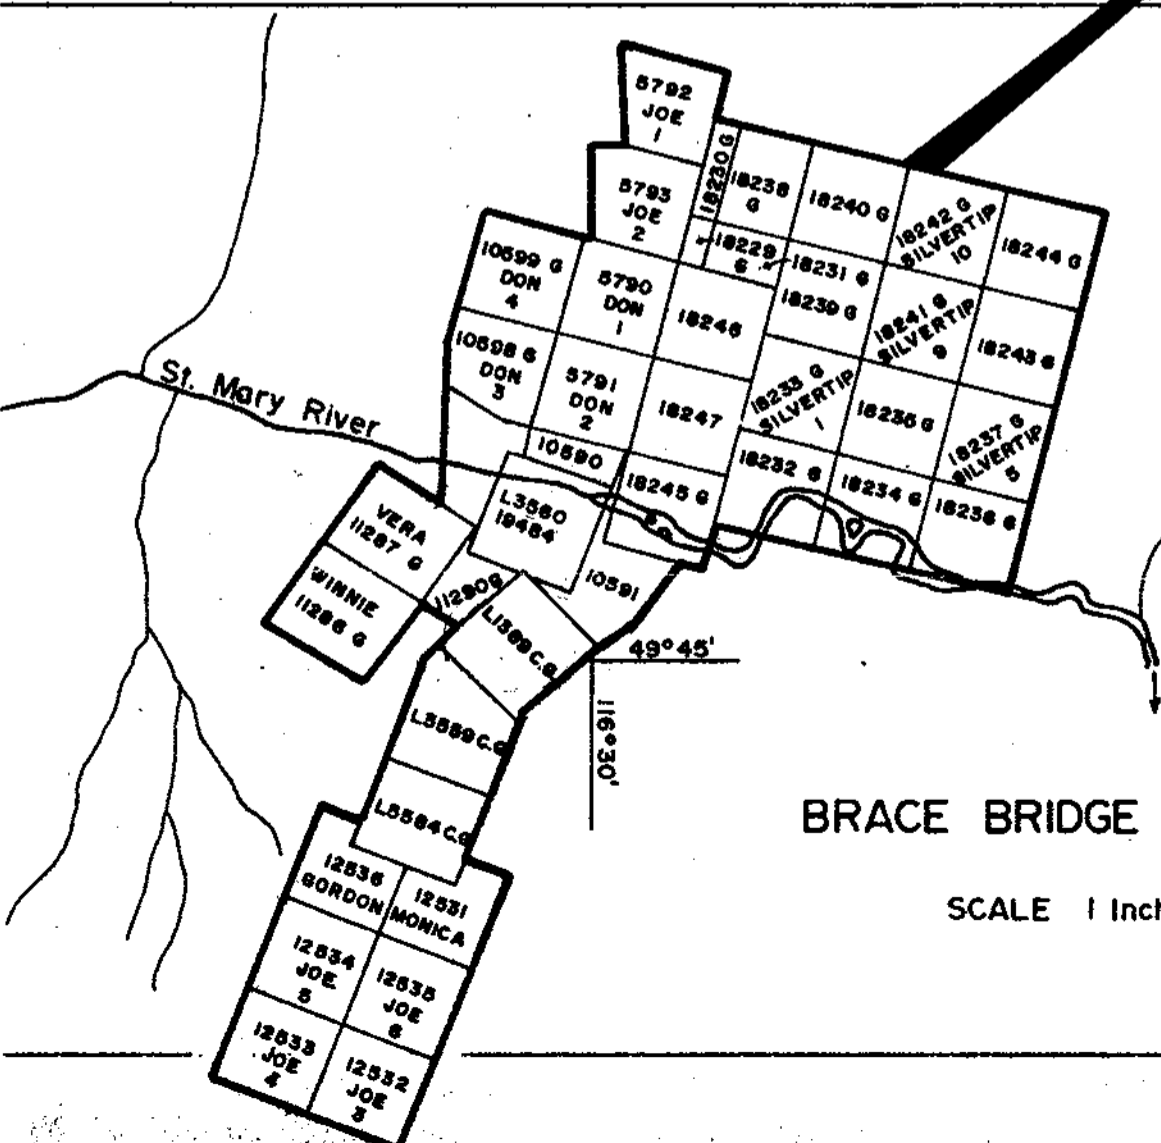 5792
JOE
1
5793
JOE
2
18230 G
18238
G
18240 G
18242 G
SILVERTIP
10
18244 G
18229
G
18231 G
18239 G
18241 G
SILVERTIP
9
18243 G
10599 G
DON
4
5790
DON
1
18246
10598 G
DON
3
5791
DON
2
18247
18233 G
SILVERTIP
1
18235 G
18237 G
SILVERTIP
5
St. Mary River
10590
18245 G
18232 G
18234 G
18236 G
L3560
19484
VERA
11287 G
WINNIE
11286 G
11290G
10591
L1369 C.G
49°45'
116°30'
L3559 C.G
L5584 C.G
BRACE BRIDGE
SCALE 1 Inch
12536
GORDON
12531
MONICA
12534
JOE
5
12535
JOE
6
12533
JOE
4
12532
JOE
3